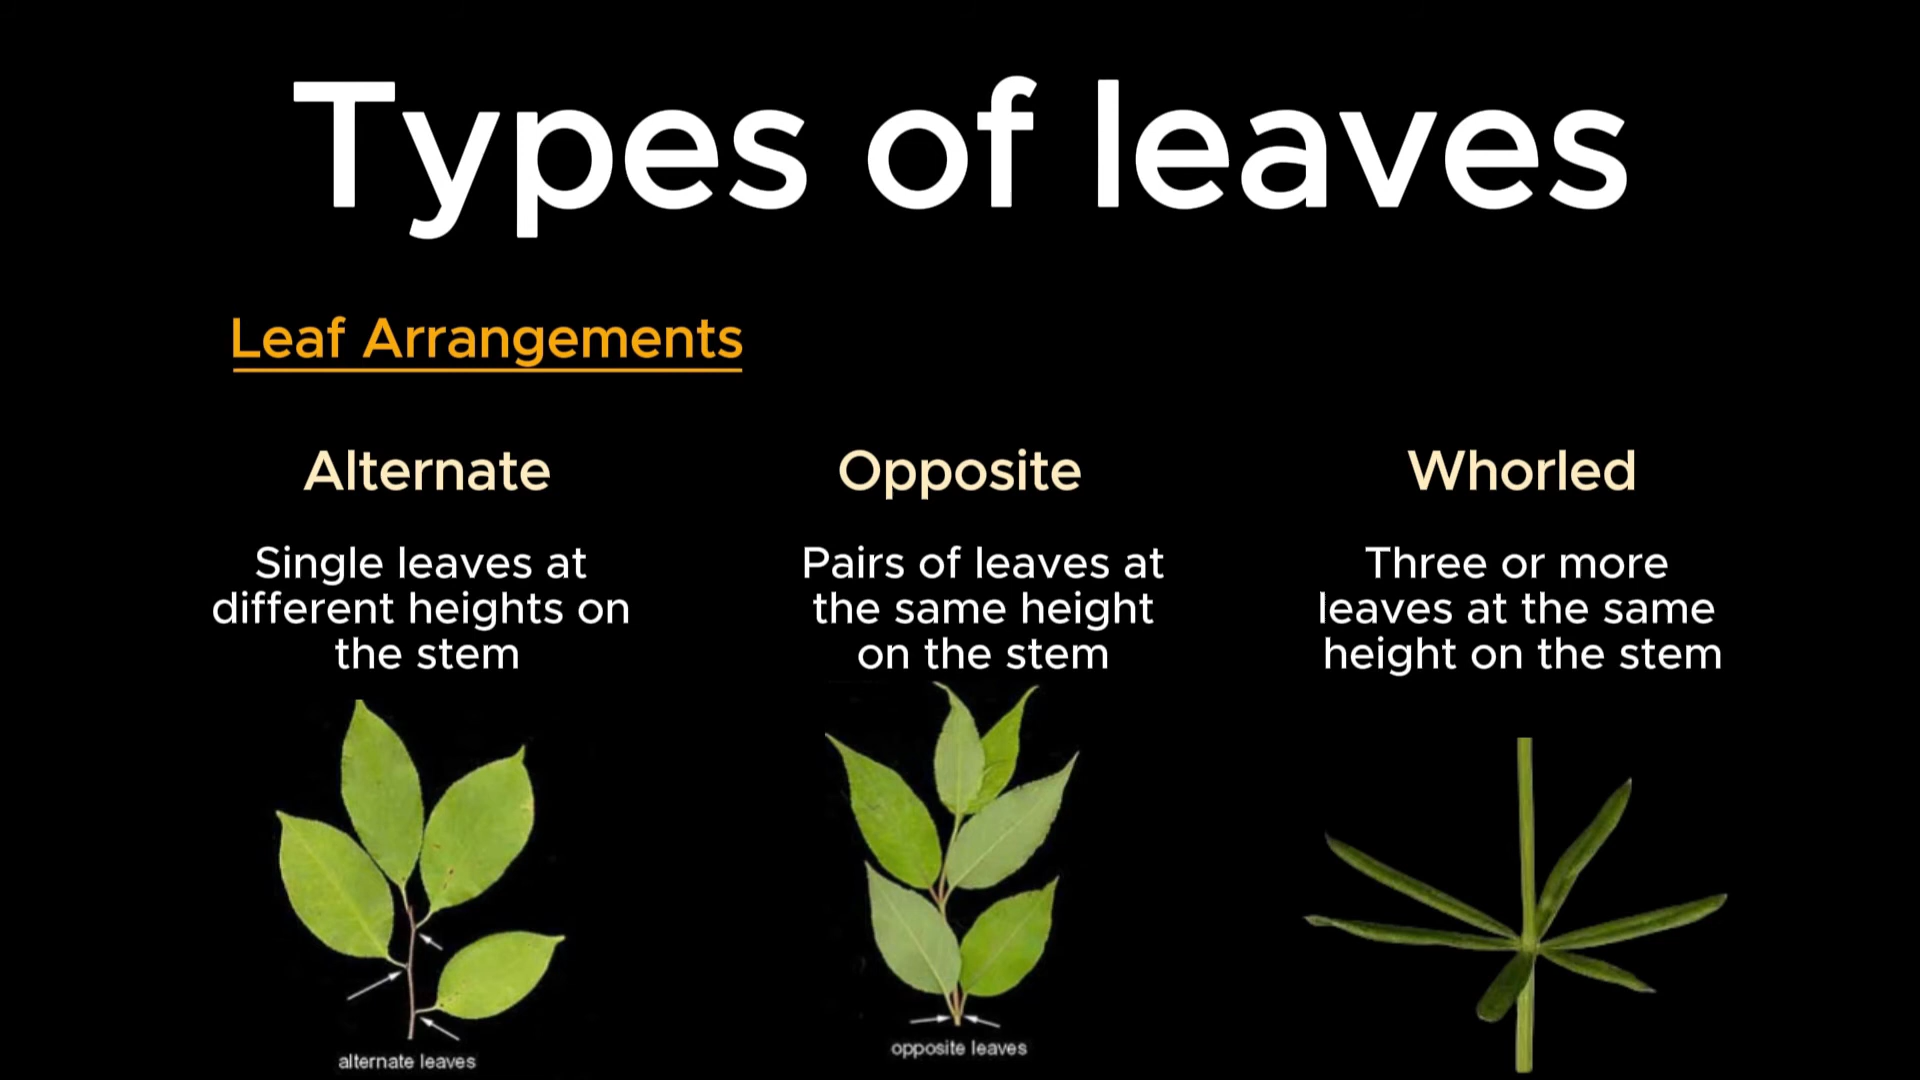 Types of leaves
Leaf Arrangements
Alternate
Single leaves at
different heights on
the stem
alternate leaves
Opposite
Pairs of leaves at
the same height
on the stem
opposite leaves
Whorled
Three or more
leaves at the same
height on the stem